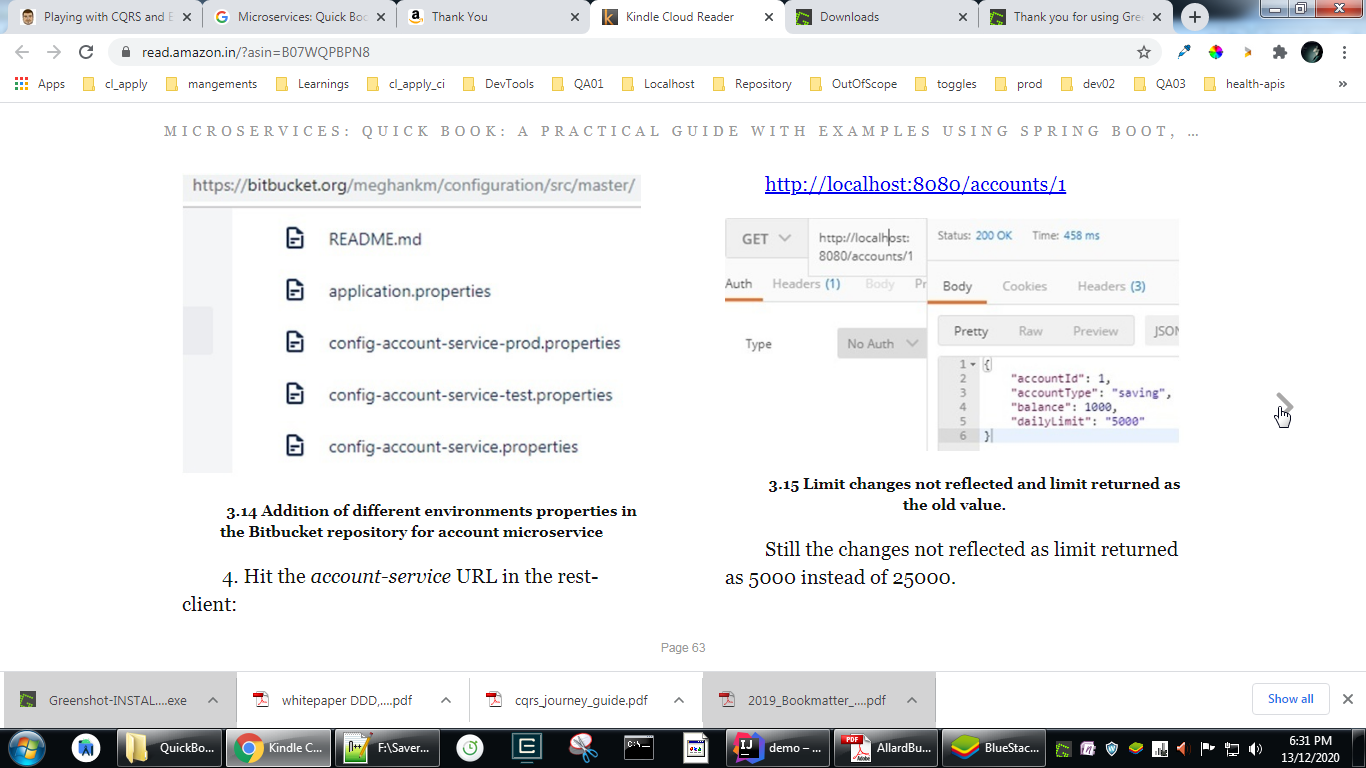 Playing with CQRS and E
Microservices: Quick Boo
Thank You
Kindle Cloud Reader
Downloads
Thank you for using Gre
read.amazon.in/?asin=B07WQPBPN8
Apps
cl_apply
mangements
Learnings
cl_apply_ci
DevTools
QA01
Localhost
Repository
OutOfScope
toggles
prod
dev02
QA03
health-apis
»
MICROSERVICES: QUICK BOOK: A PRACTICAL GUIDE WITH EXAMPLES USING SPRING BOOT, ...
https://bitbucket.org/meghankm/configuration/src/master/
README.md
application.properties
config-account-service-prod.properties
config-account-service-test.properties
config-account-service.properties
3.14 Addition of different environments properties in
the Bitbucket repository for account microservice
4. Hit the account-service URL in the rest-
client:
http://localhost:8080/accounts/1
GET
http://localhost:
8080/accounts/1
Status: 200 OK Time: 458 ms
Auth Headers (1) Body Pr
Body Cookies Headers (3)
Type No Auth
Pretty Raw Preview JSON
1 {
2 "accountId": 1,
3 "accountType": "saving",
4 "balance": 1000,
5 "dailyLimit": "5000"
6 }
3.15 Limit changes not reflected and limit returned as
the old value.
Still the changes not reflected as limit returned
as 5000 instead of 25000.
Page 63
Greenshot-INSTAL....exe
whitepaper DDD,....pdf
cqrs_journey_guide.pdf
2019_Bookmatter_....pdf
Show all
QuickBo...
Kindle C...
F:\Saver...
demo – ...
AllardBu...
BlueStac...
6:31 PM
13/12/2020